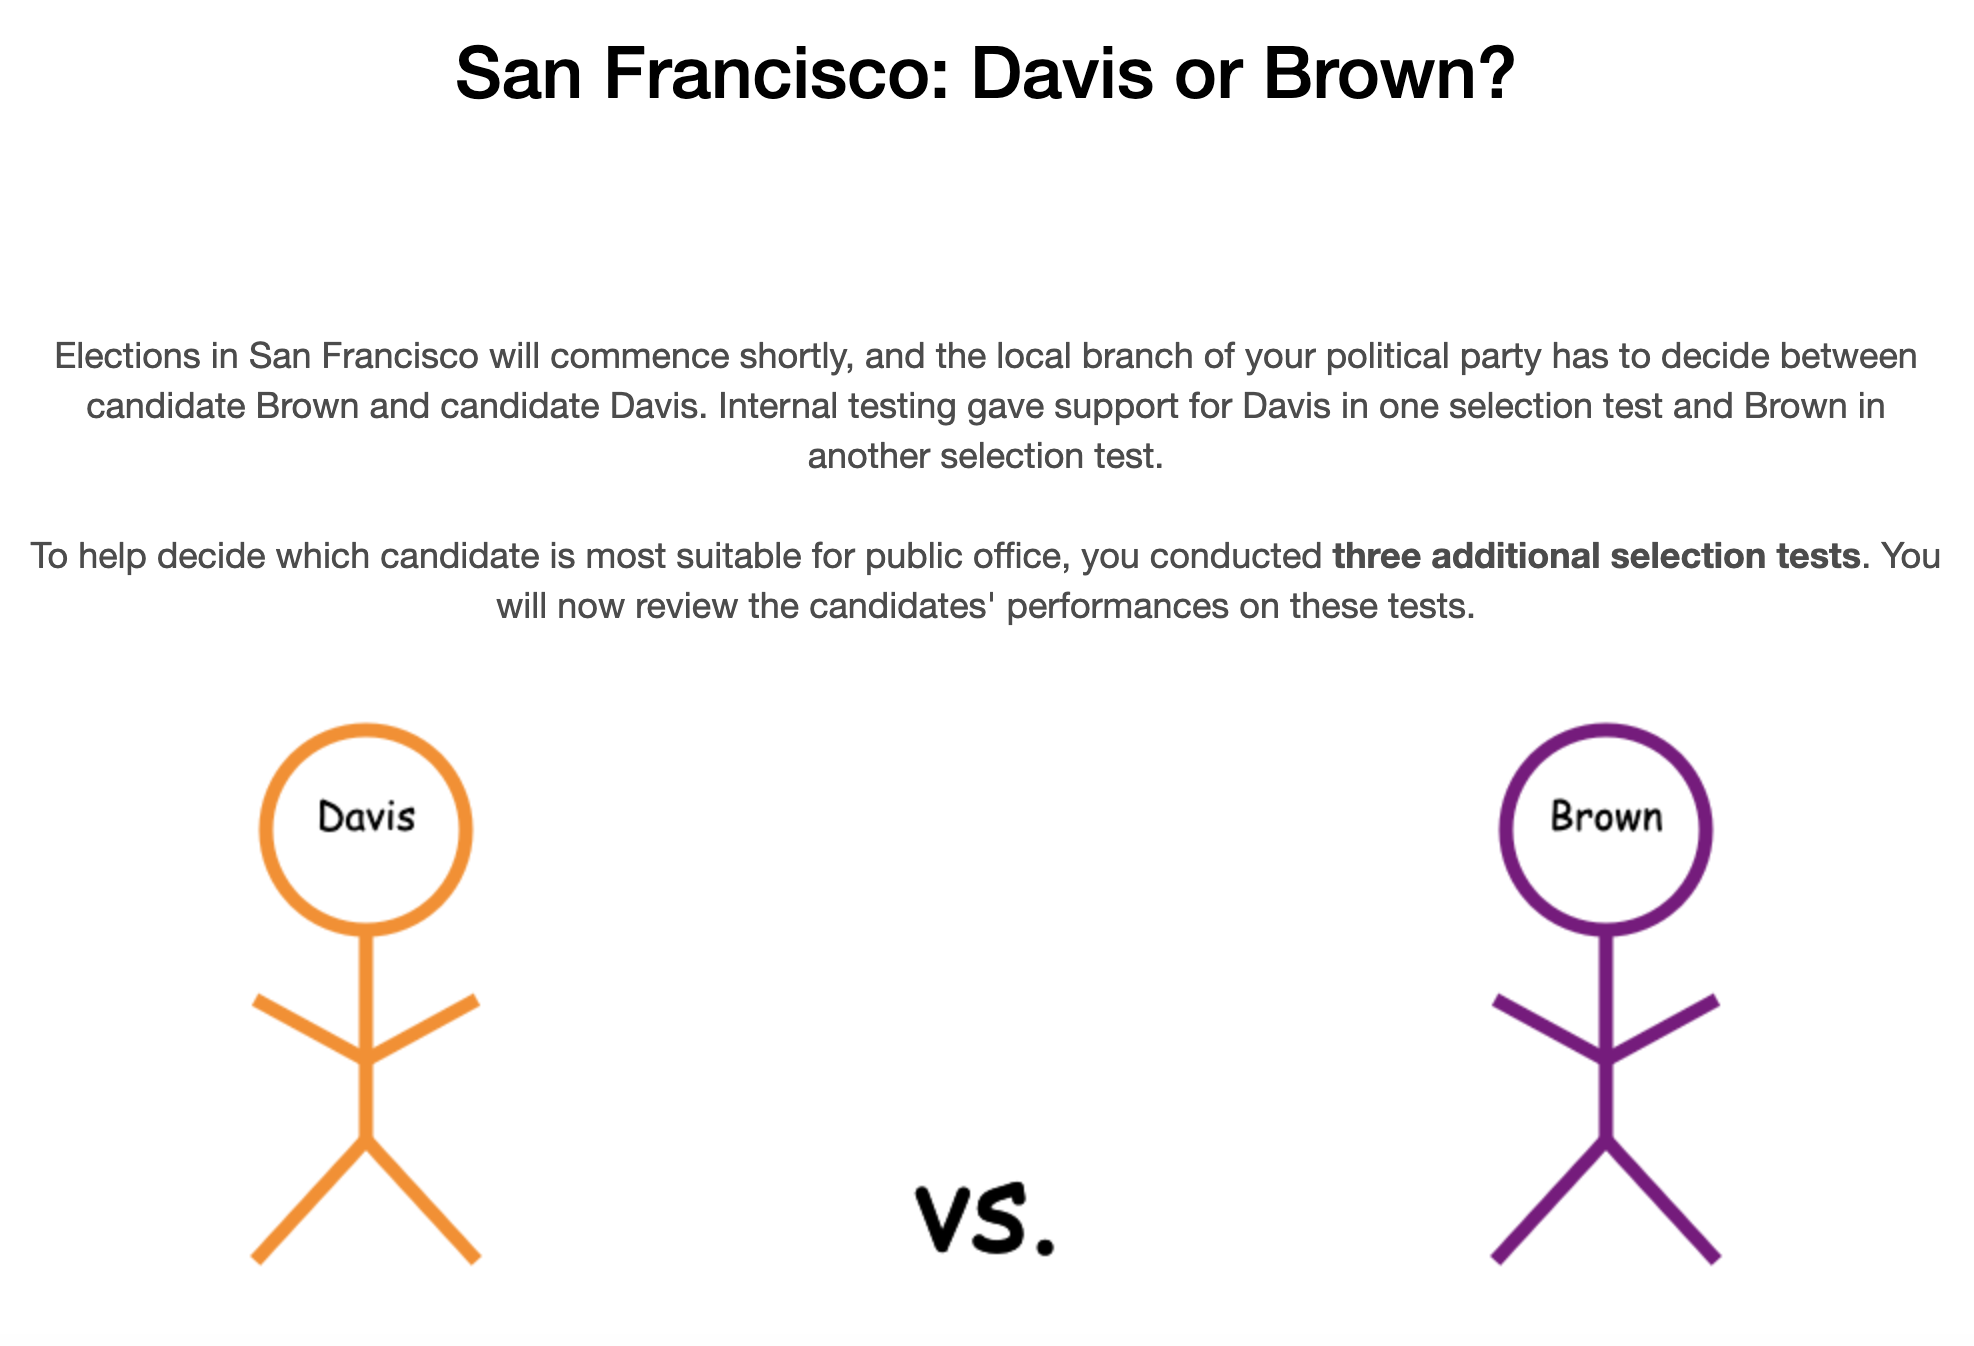 San Francisco: Davis or Brown?
Elections in San Francisco will commence shortly, and the local branch of your political party has to decide between
candidate Brown and candidate Davis. Internal testing gave support for Davis in one selection test and Brown in
another selection test.
To help decide which candidate is most suitable for public office, you conducted three additional selection tests. You
will now review the candidates' performances on these tests.
Davis
Brown
vs.